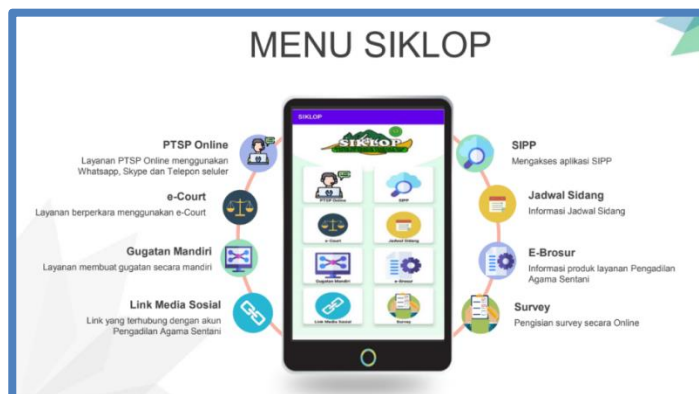 MENU SIKLOP
PTSP Online
Layanan PTSP Online menggunakan
Whatsapp, Skype dan Telepon seluler
e-Court
Layanan berperkara menggunakan e-Court
Gugatan Mandiri
Layanan membuat gugatan secara mandiri
Link Media Sosial
Link yang terhubung dengan akun
Pengadilan Agama Sentani
SIKLOP
SIKLOP
PTSP Online
SIPP
e-Court
Jadwal Sidang
Gugatan Mandiri
e-Brosur
Link Media Sosial
Survey
SIPP
Mengakses aplikasi SIPP
Jadwal Sidang
Informasi Jadwal Sidang
E-Brosur
Informasi produk layanan Pengadilan
Agama Sentani
Survey
Pengisian survey secara Online